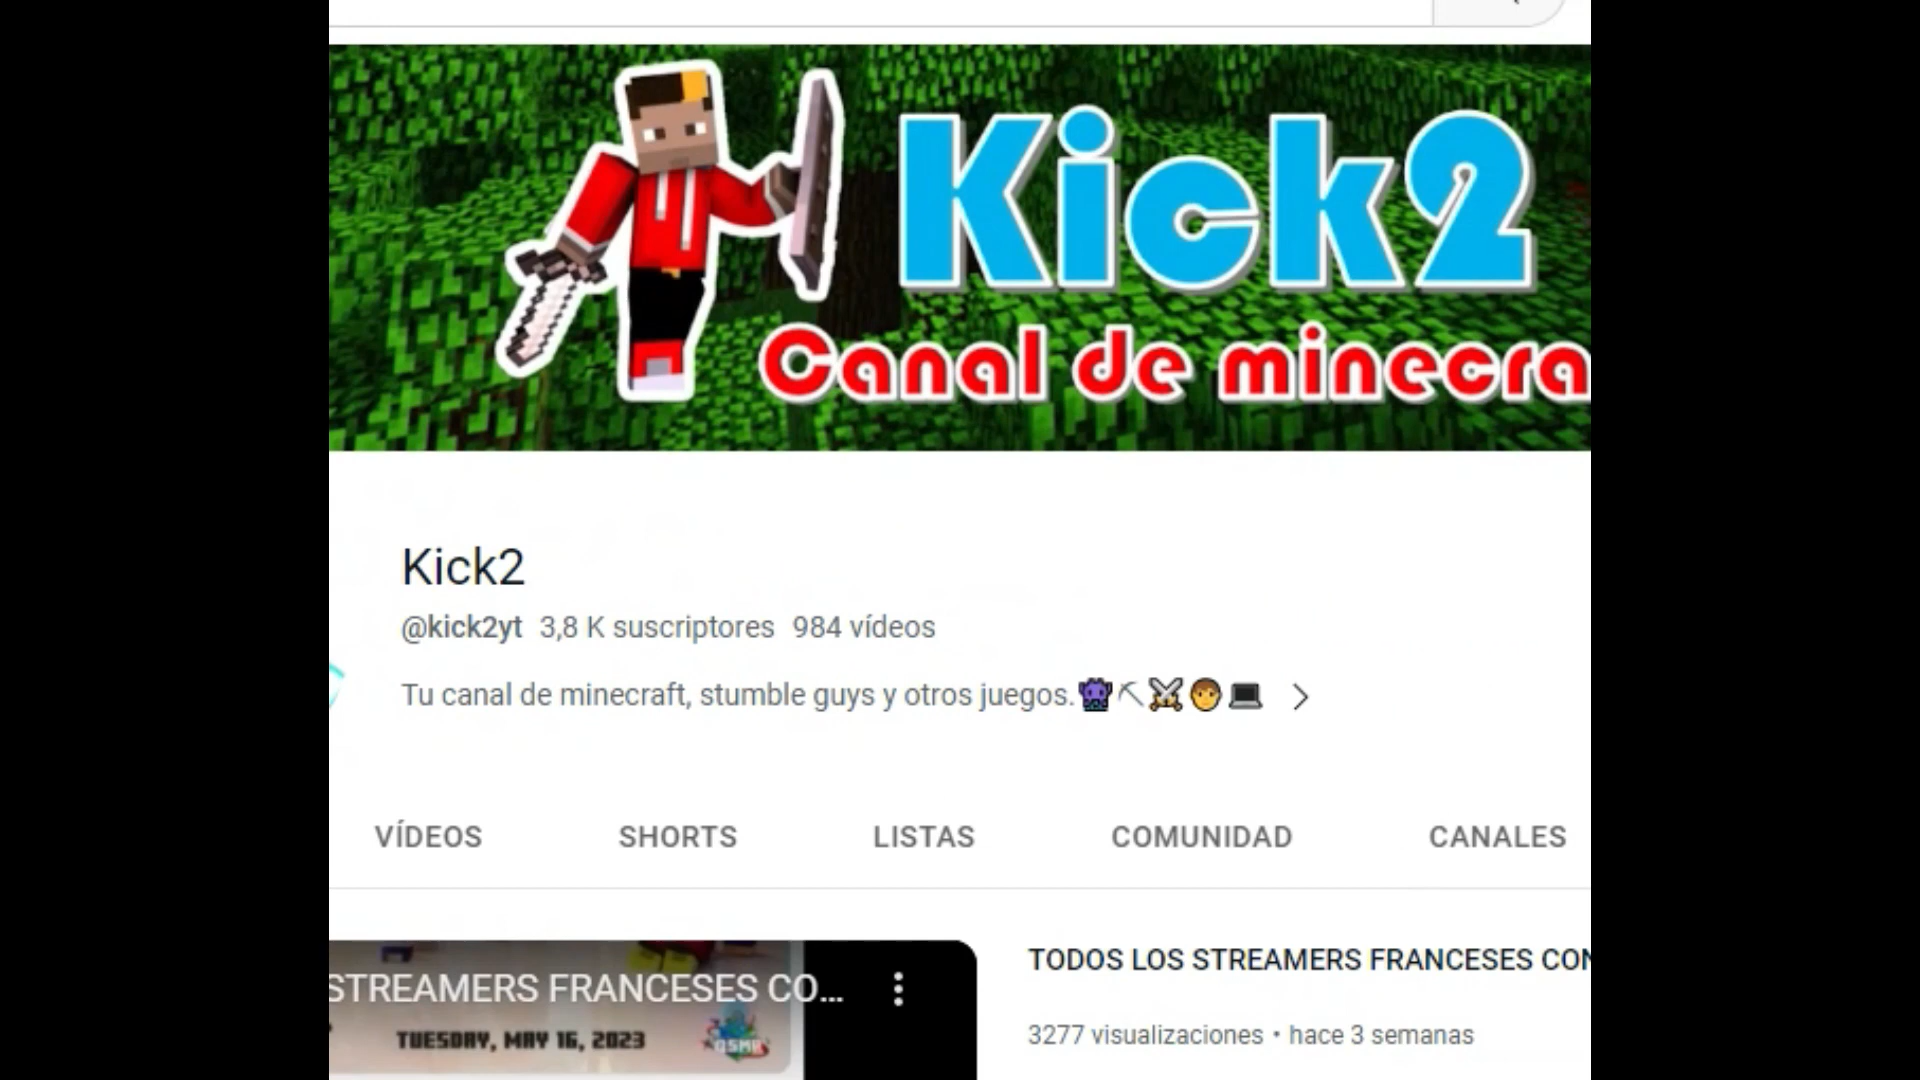 Kick2
Canal de minecra
Kick2
@kick2yt 3,8 K suscriptores 984 vídeos
Tu canal de minecraft, stumble guys y otros juegos.
VÍDEOS SHORTS LISTAS COMUNIDAD CANALES
STREAMERS FRANCESES CO...
TUESDAY, MAY 16, 2023
QSMP
TODOS LOS STREAMERS FRANCESES CON
3277 visualizaciones • hace 3 semanas